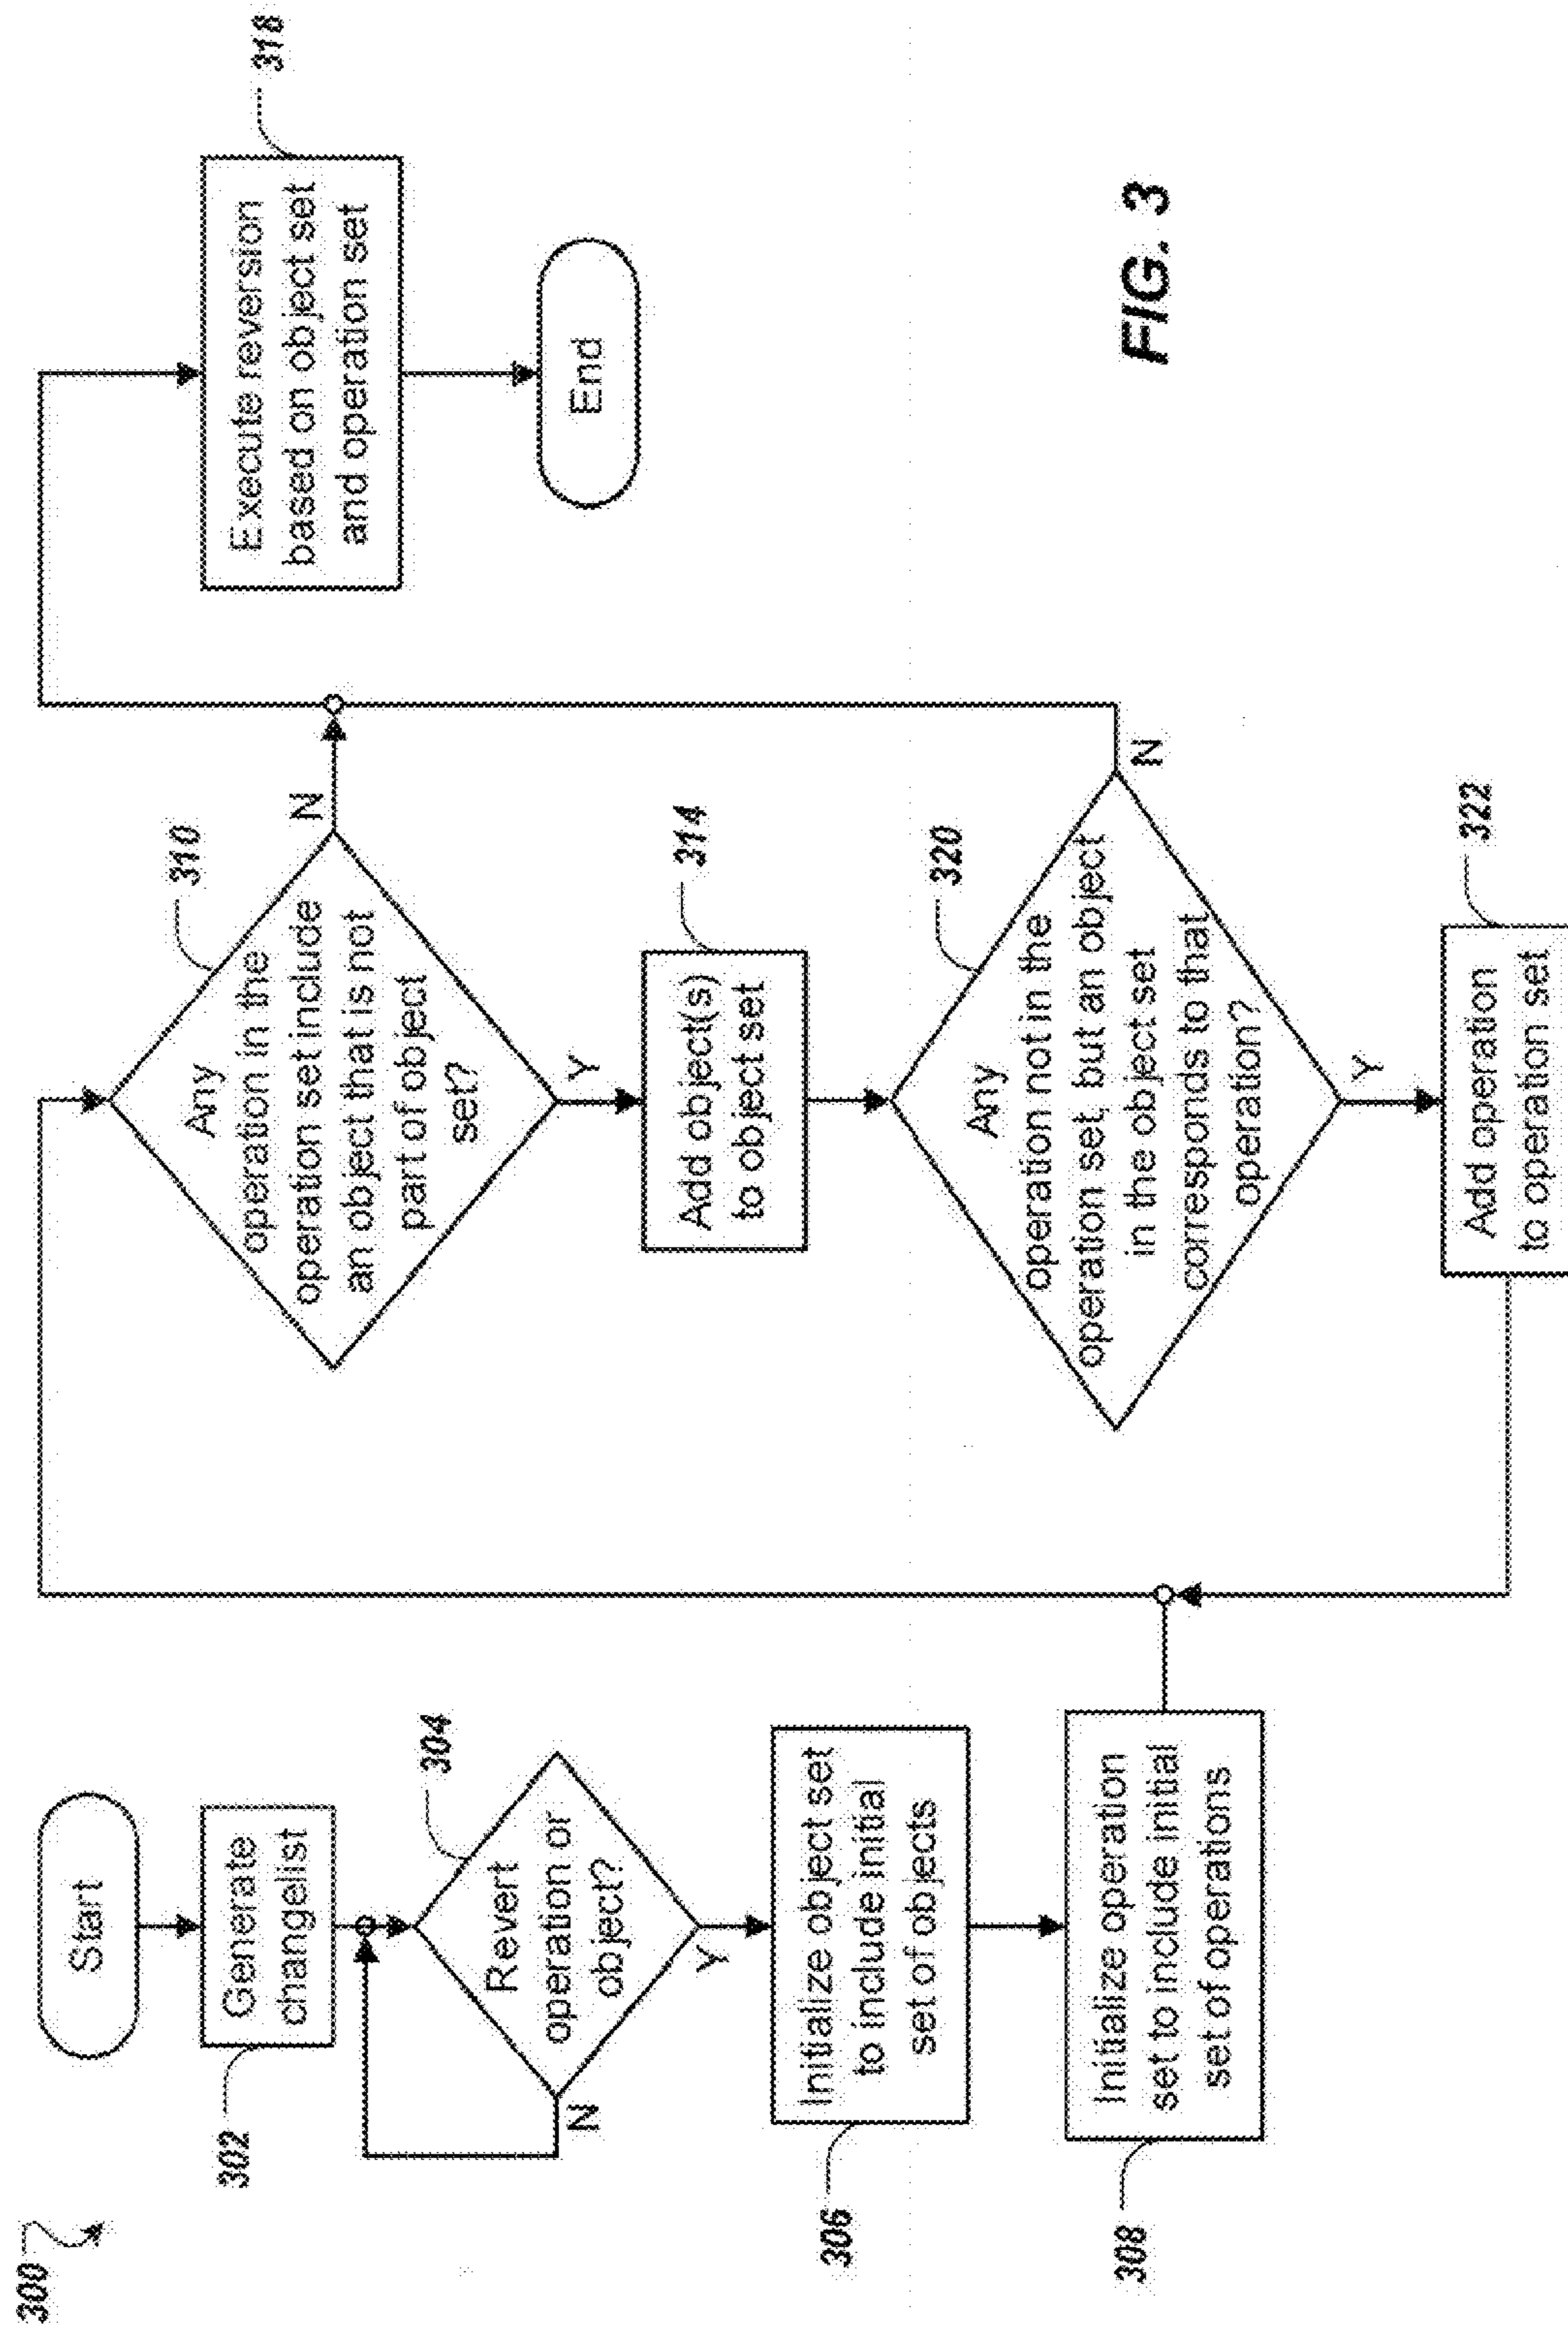 300
Start
302
Generate
changelist
304
Revert
operation or
object?
N
Y
306
Initialize object set
to include initial
set of objects
308
Initialize operation
set to include initial
set of operations
310
Any
operation in the
operation set include
an object that is not
part of object
set?
N
Y
314
Add object(s)
to object set
320
Any
operation not in the
operation set, but an object
in the object set
corresponds to that
operation?
N
Y
322
Add operation
to operation set
318
Execute reversion
based on object set
and operation set
End
FIG. 3